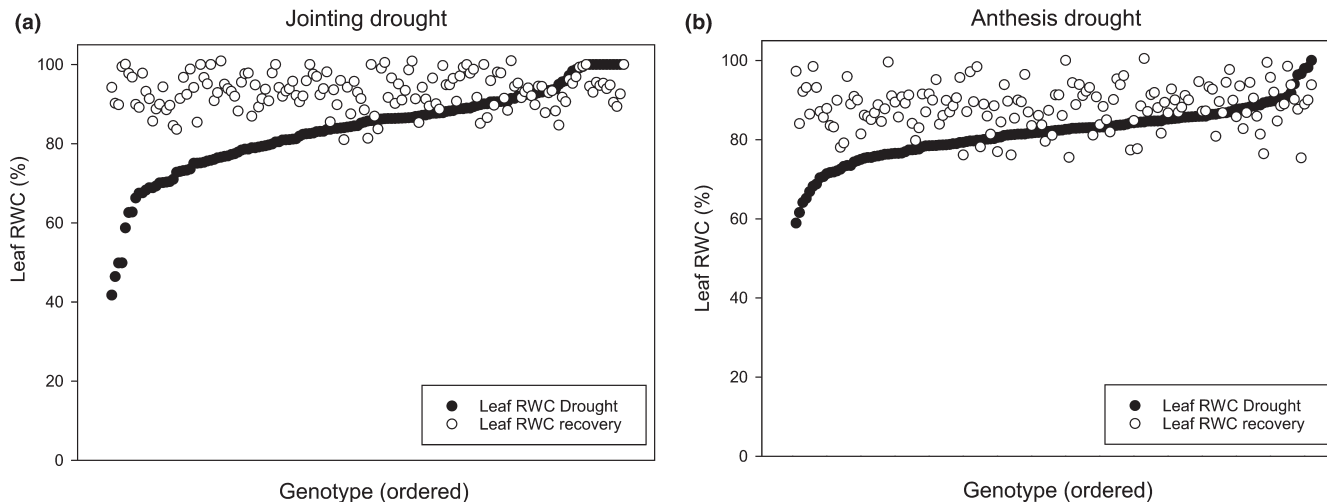 (a)
Jointing drought
100
80
60
40
20
0
Leaf RWC (%)
Leaf RWC Drought
Leaf RWC recovery
Genotype (ordered)
(b)
Anthesis drought
100
80
60
40
20
0
Leaf RWC (%)
Leaf RWC Drought
Leaf RWC recovery
Genotype (ordered)